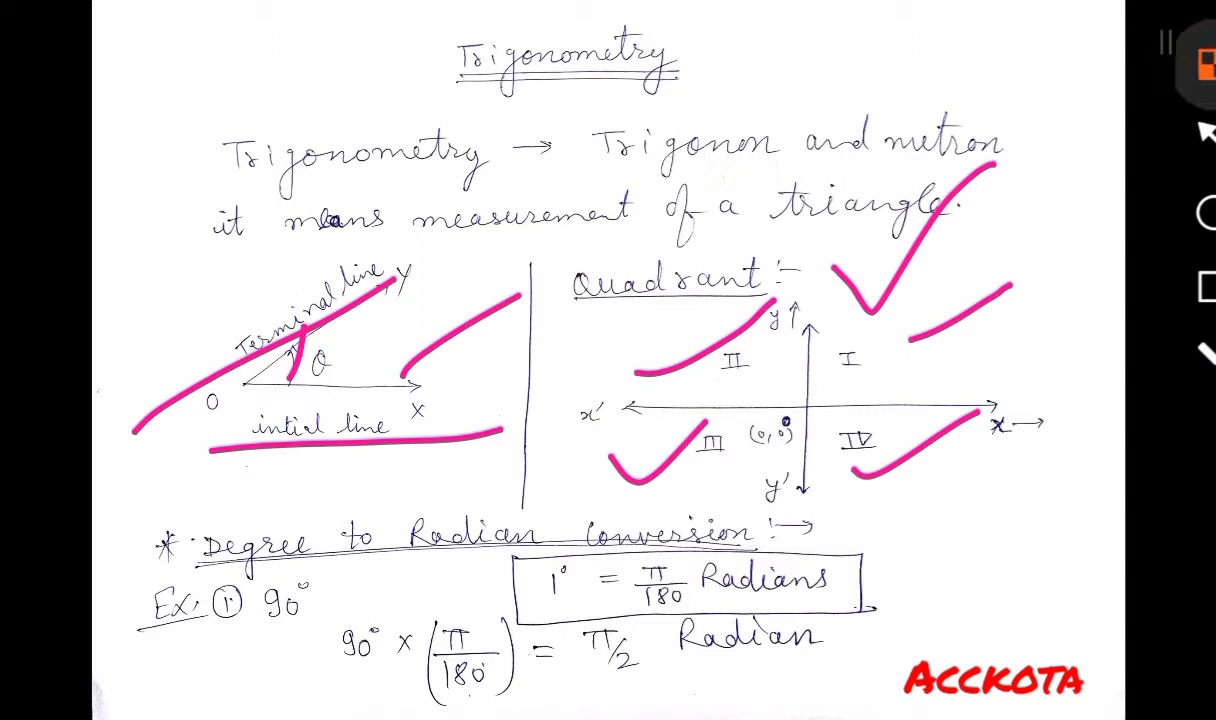 Trigonometry
Trigonometry → Trigonon and metron
it means measurement of a triangle.
Terminal line Y
θ
O
X
intial line
Quadrant :-
y ↑
II
I
x'
x →
III
(0, 0)
IV
y'
* Degree to Radian Conversion :→
1° = π/180 Radians
Ex: ① 90°
90° × (π/180) = π/2 Radian
ACCKOTA